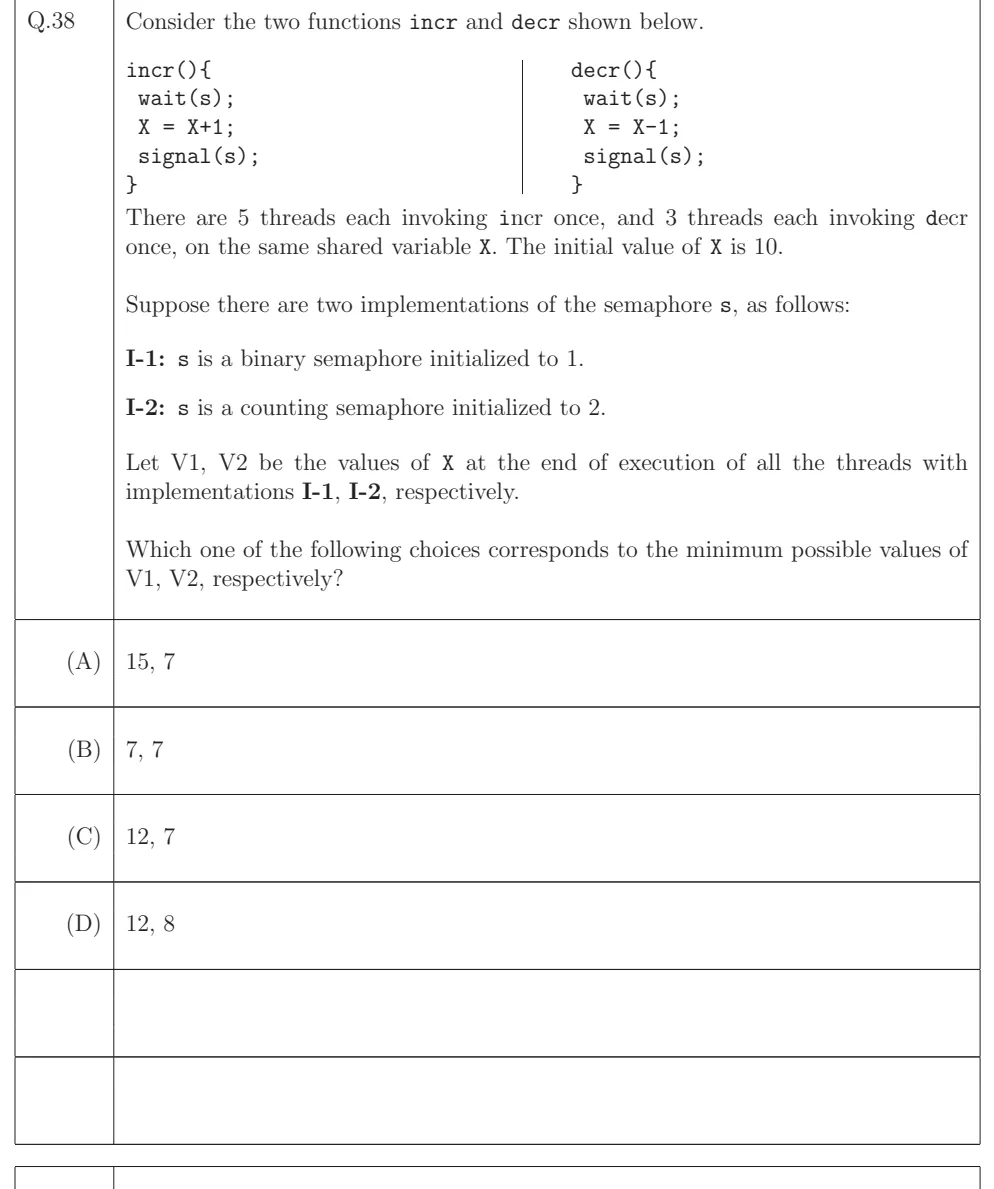 Q.38 Consider the two functions incr and decr shown below.
incr(){
wait(s);
X = X+1;
signal(s);
}
decr(){
wait(s);
X = X-1;
signal(s);
}
There are 5 threads each invoking incr once, and 3 threads each invoking decr
once, on the same shared variable X. The initial value of X is 10.
Suppose there are two implementations of the semaphore s, as follows:
I-1: s is a binary semaphore initialized to 1.
I-2: s is a counting semaphore initialized to 2.
Let V1, V2 be the values of X at the end of execution of all the threads with
implementations I-1, I-2, respectively.
Which one of the following choices corresponds to the minimum possible values of
V1, V2, respectively?
(A) 15, 7
(B) 7, 7
(C) 12, 7
(D) 12, 8